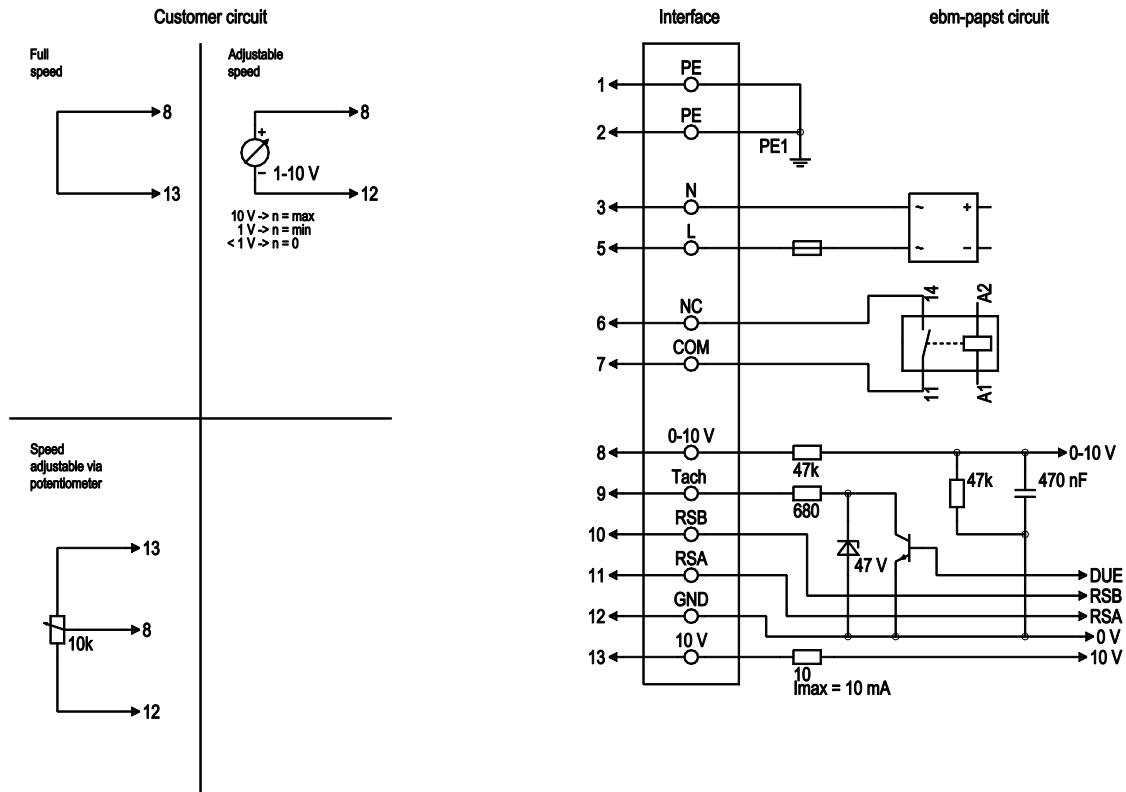 Customer circuit
Interface
ebm-papst circuit
Full
speed
8
13
Adjustable
speed
8
+
–
1-10 V
12
10 V -> n = max
1 V -> n = min
< 1 V -> n = 0
Speed
adjustable via
potentiometer
13
8
10k
12
1
PE
2
PE
PE1
3
N
~
+
5
L
~
–
6
NC
14
A2
7
COM
11
A1
8
0-10 V
47k
0-10 V
9
Tach
680
47k
470 nF
10
RSB
47 V
11
RSA
DUE
RSB
12
GND
RSA
0 V
13
10 V
10
10 V
Imax = 10 mA